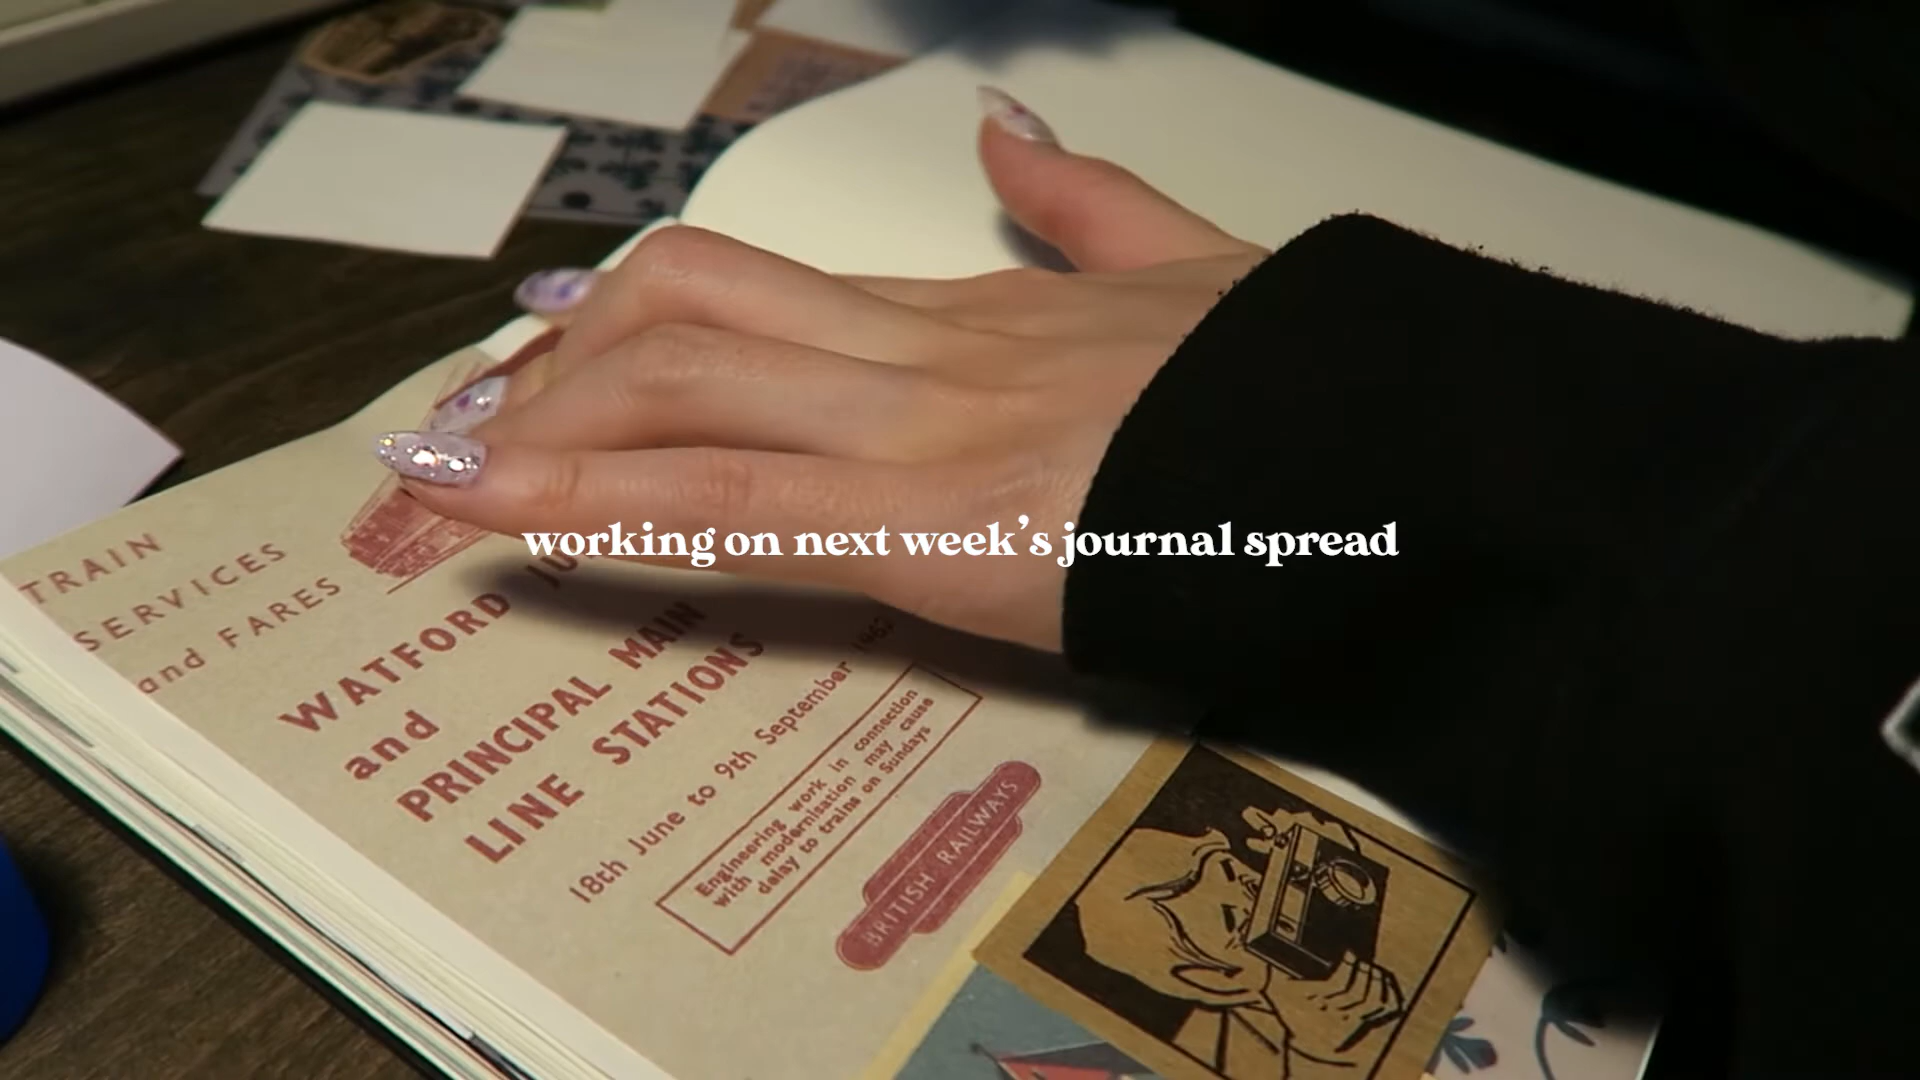 working on next week's journal spread
TRAIN
SERVICES
and FARES
WATFORD
and
PRINCIPAL MAIN
LINE STATIONS
18th June to 9th September 1962
Engineering work in connection
with modernisation may cause
delay to trains on Sundays
BRITISH RAILWAYS